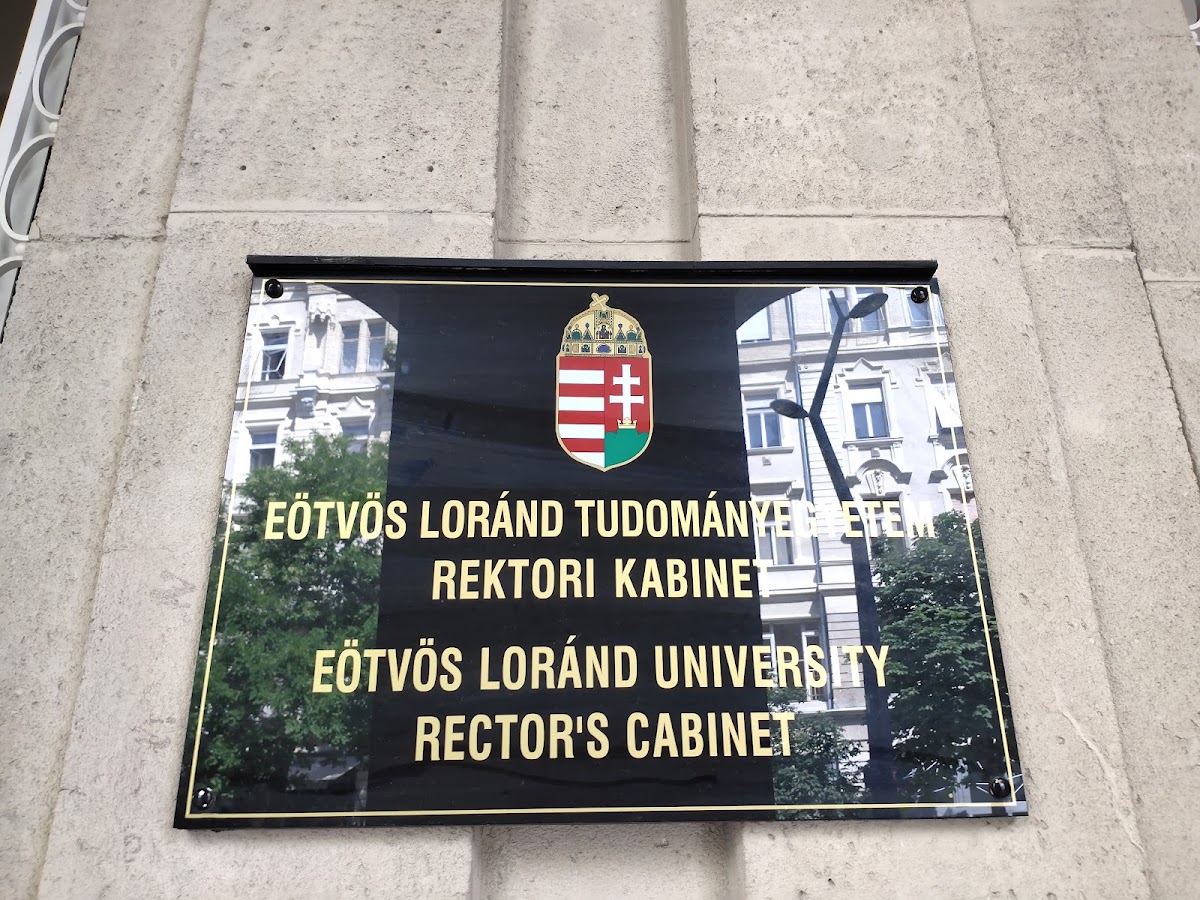 EÖTVÖS LORÁND TUDOMÁNYEGYETEM
REKTORI KABINET
EÖTVÖS LORÁND UNIVERSITY
RECTOR'S CABINET